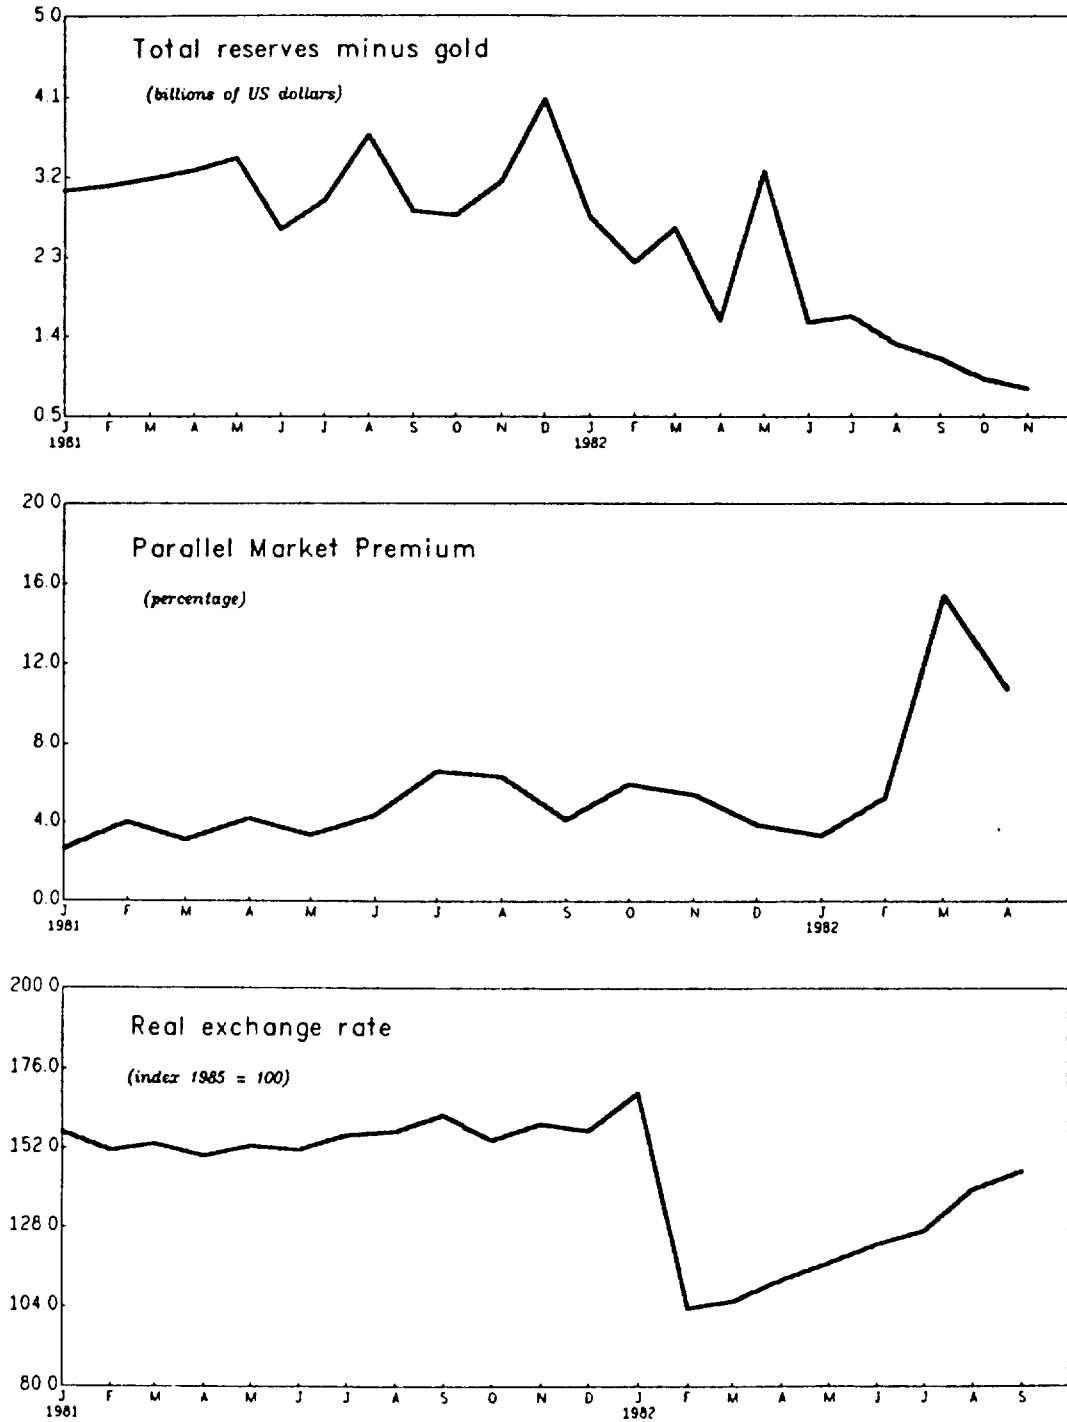 5.0
Total reserves minus gold
(billions of US dollars)
4.1
3.2
2.3
1.4
0.5
J F M A M J J A S O N D J F M A M J J A S O N
1981 1982
20.0
Parallel Market Premium
16.0
(percentage)
12.0
8.0
4.0
0.0
J F M A M J J A S O N D J F M A
1981 1982
200.0
Real exchange rate
176.0
(index 1985 = 100)
152.0
128.0
104.0
80.0
J F M A M J J A S O N D J F M A M J J A S
1981 1982